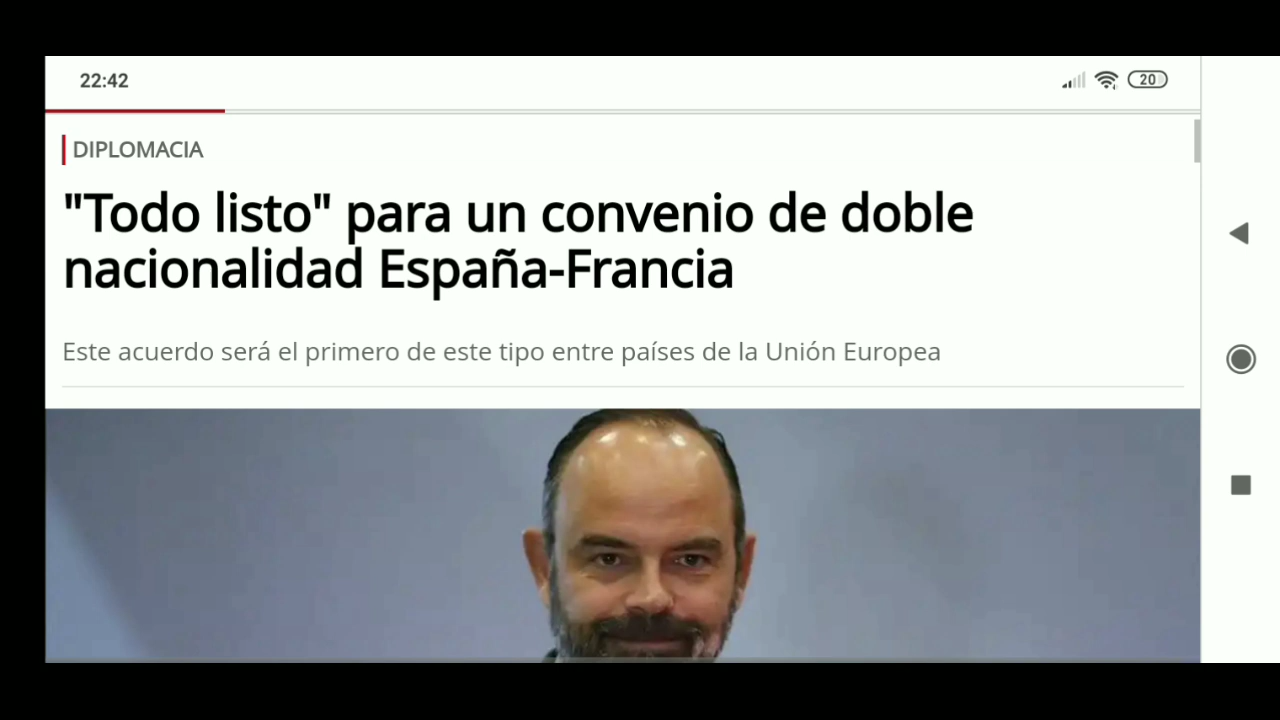 22:42
20
DIPLOMACIA
"Todo listo" para un convenio de doble
nacionalidad España-Francia
Este acuerdo será el primero de este tipo entre países de la Unión Europea